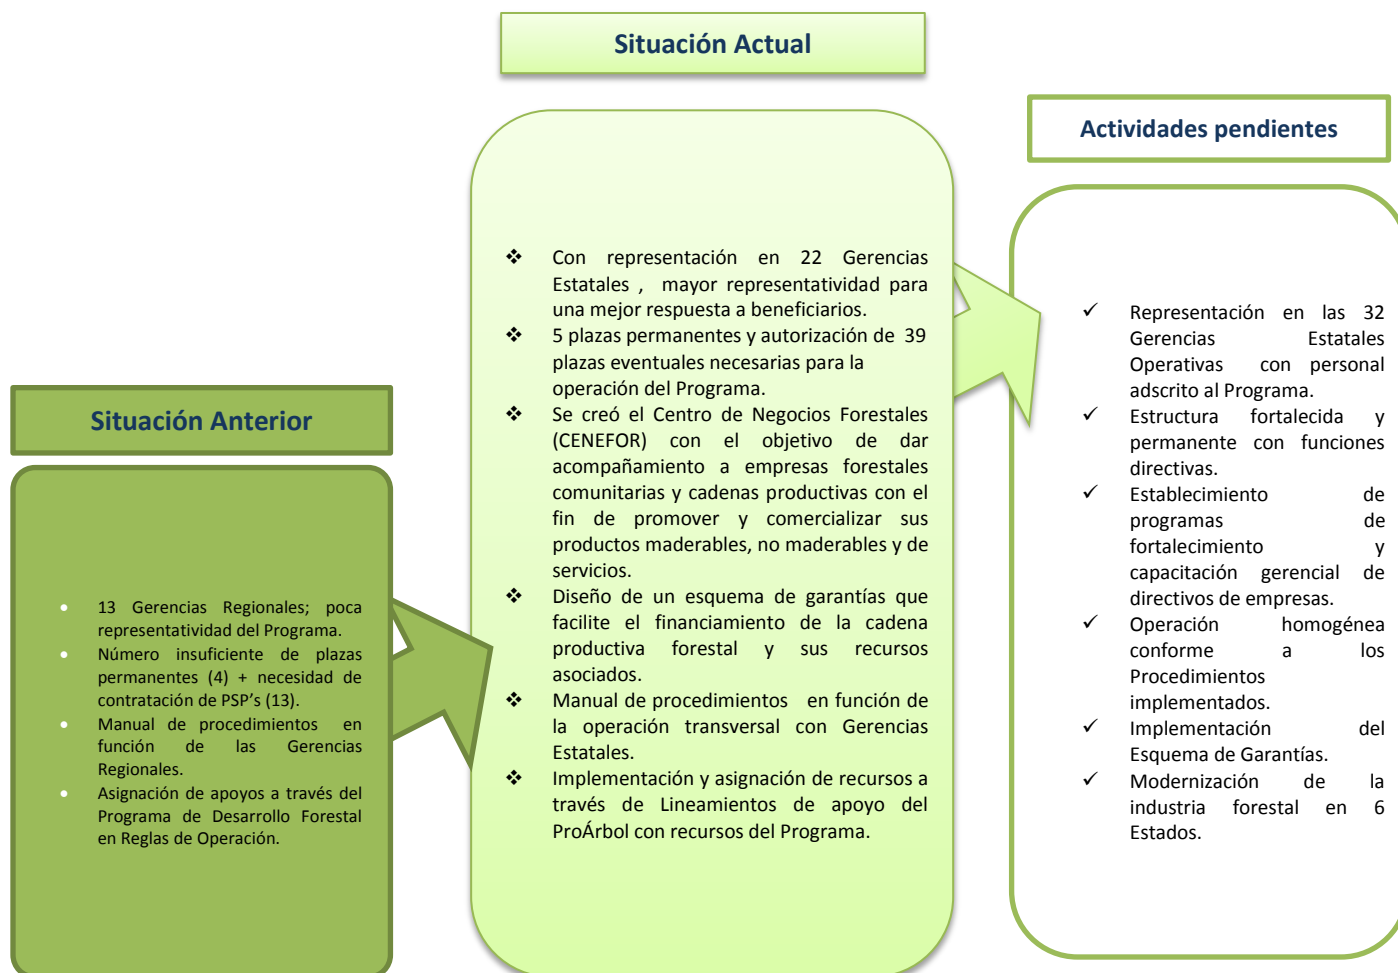 Situación Anterior
• 13 Gerencias Regionales; poca
representatividad del Programa.
• Número insuficiente de plazas
permanentes (4) + necesidad de
contratación de PSP's (13).
• Manual de procedimientos en
función de las Gerencias
Regionales.
• Asignación de apoyos a través del
Programa de Desarrollo Forestal
en Reglas de Operación.
Situación Actual
❖ Con representación en 22 Gerencias
Estatales , mayor representatividad para
una mejor respuesta a beneficiarios.
❖ 5 plazas permanentes y autorización de 39
plazas eventuales necesarias para la
operación del Programa.
❖ Se creó el Centro de Negocios Forestales
(CENEFOR) con el objetivo de dar
acompañamiento a empresas forestales
comunitarias y cadenas productivas con el
fin de promover y comercializar sus
productos maderables, no maderables y de
servicios.
❖ Diseño de un esquema de garantías que
facilite el financiamiento de la cadena
productiva forestal y sus recursos
asociados.
❖ Manual de procedimientos en función de
la operación transversal con Gerencias
Estatales.
❖ Implementación y asignación de recursos a
través de Lineamientos de apoyo del
ProÁrbol con recursos del Programa.
Actividades pendientes
✓ Representación en las 32
Gerencias Estatales
Operativas con personal
adscrito al Programa.
✓ Estructura fortalecida y
permanente con funciones
directivas.
✓ Establecimiento de
programas de
fortalecimiento y
capacitación gerencial de
directivos de empresas.
✓ Operación homogénea
conforme a los
Procedimientos
implementados.
✓ Implementación del
Esquema de Garantías.
✓ Modernización de la
industria forestal en 6
Estados.